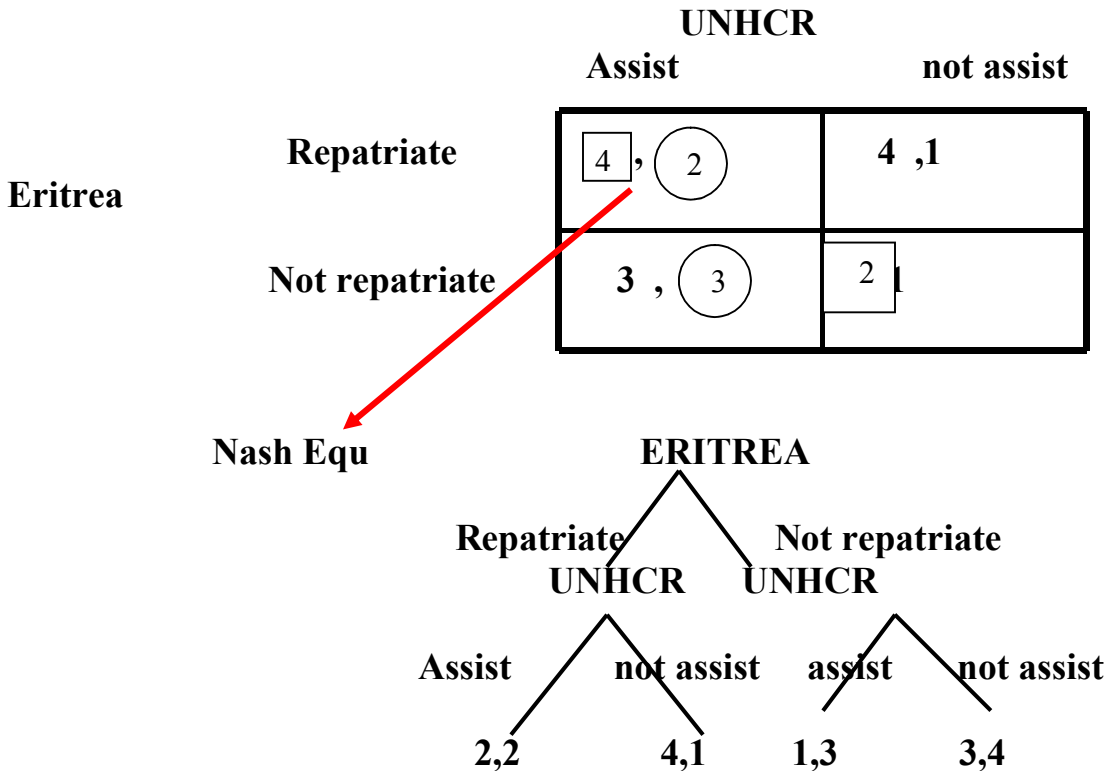 UNHCR
Assist not assist
Repatriate 4 , 2 4 ,1
Eritrea
Not repatriate 3 , 3 2 1
Nash Equ ERITREA
Repatriate Not repatriate
UNHCR UNHCR
Assist not assist assist not assist
2,2 4,1 1,3 3,4